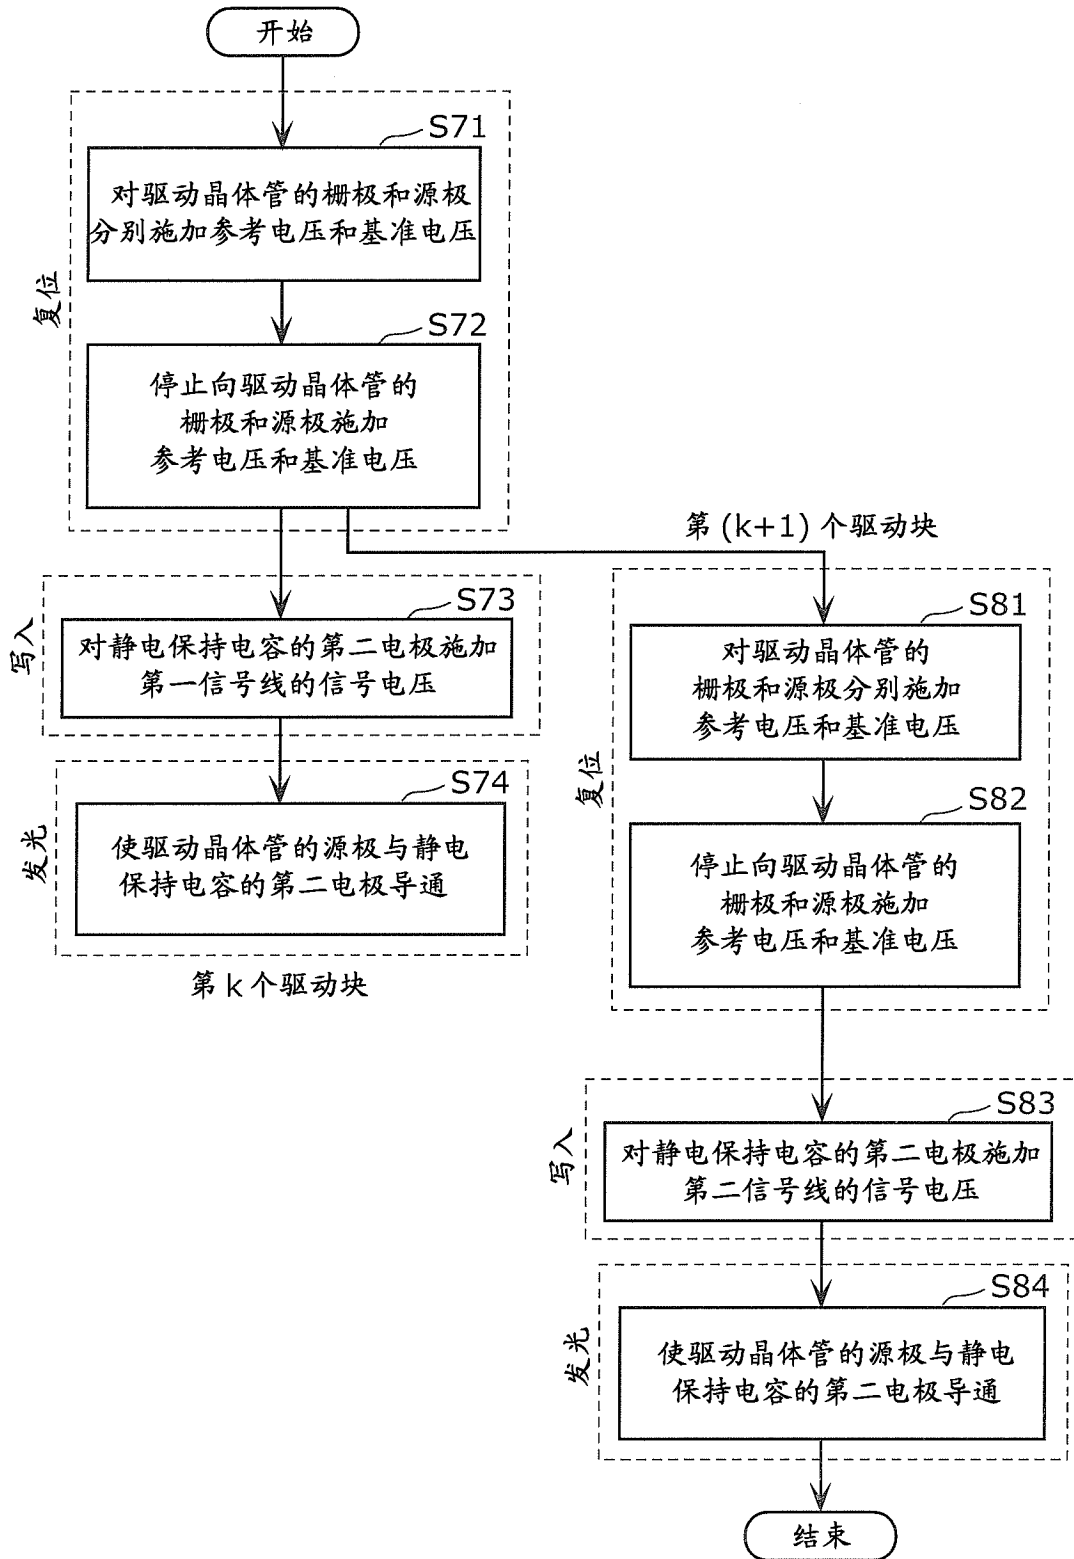 开始
S71
对驱动晶体管的栅极和源极
分别施加参考电压和基准电压
复位
S72
停止向驱动晶体管的
栅极和源极施加
参考电压和基准电压
第(k+1)个驱动块
S73
写入
对静电保持电容的第二电极施加
第一信号线的信号电压
S74
发光
使驱动晶体管的源极与静电
保持电容的第二电极导通
第k个驱动块
S81
对驱动晶体管的
栅极和源极分别施加
参考电压和基准电压
复位
S82
停止向驱动晶体管的
栅极和源极施加
参考电压和基准电压
S83
写入
对静电保持电容的第二电极施加
第二信号线的信号电压
S84
发光
使驱动晶体管的源极与静电
保持电容的第二电极导通
结束